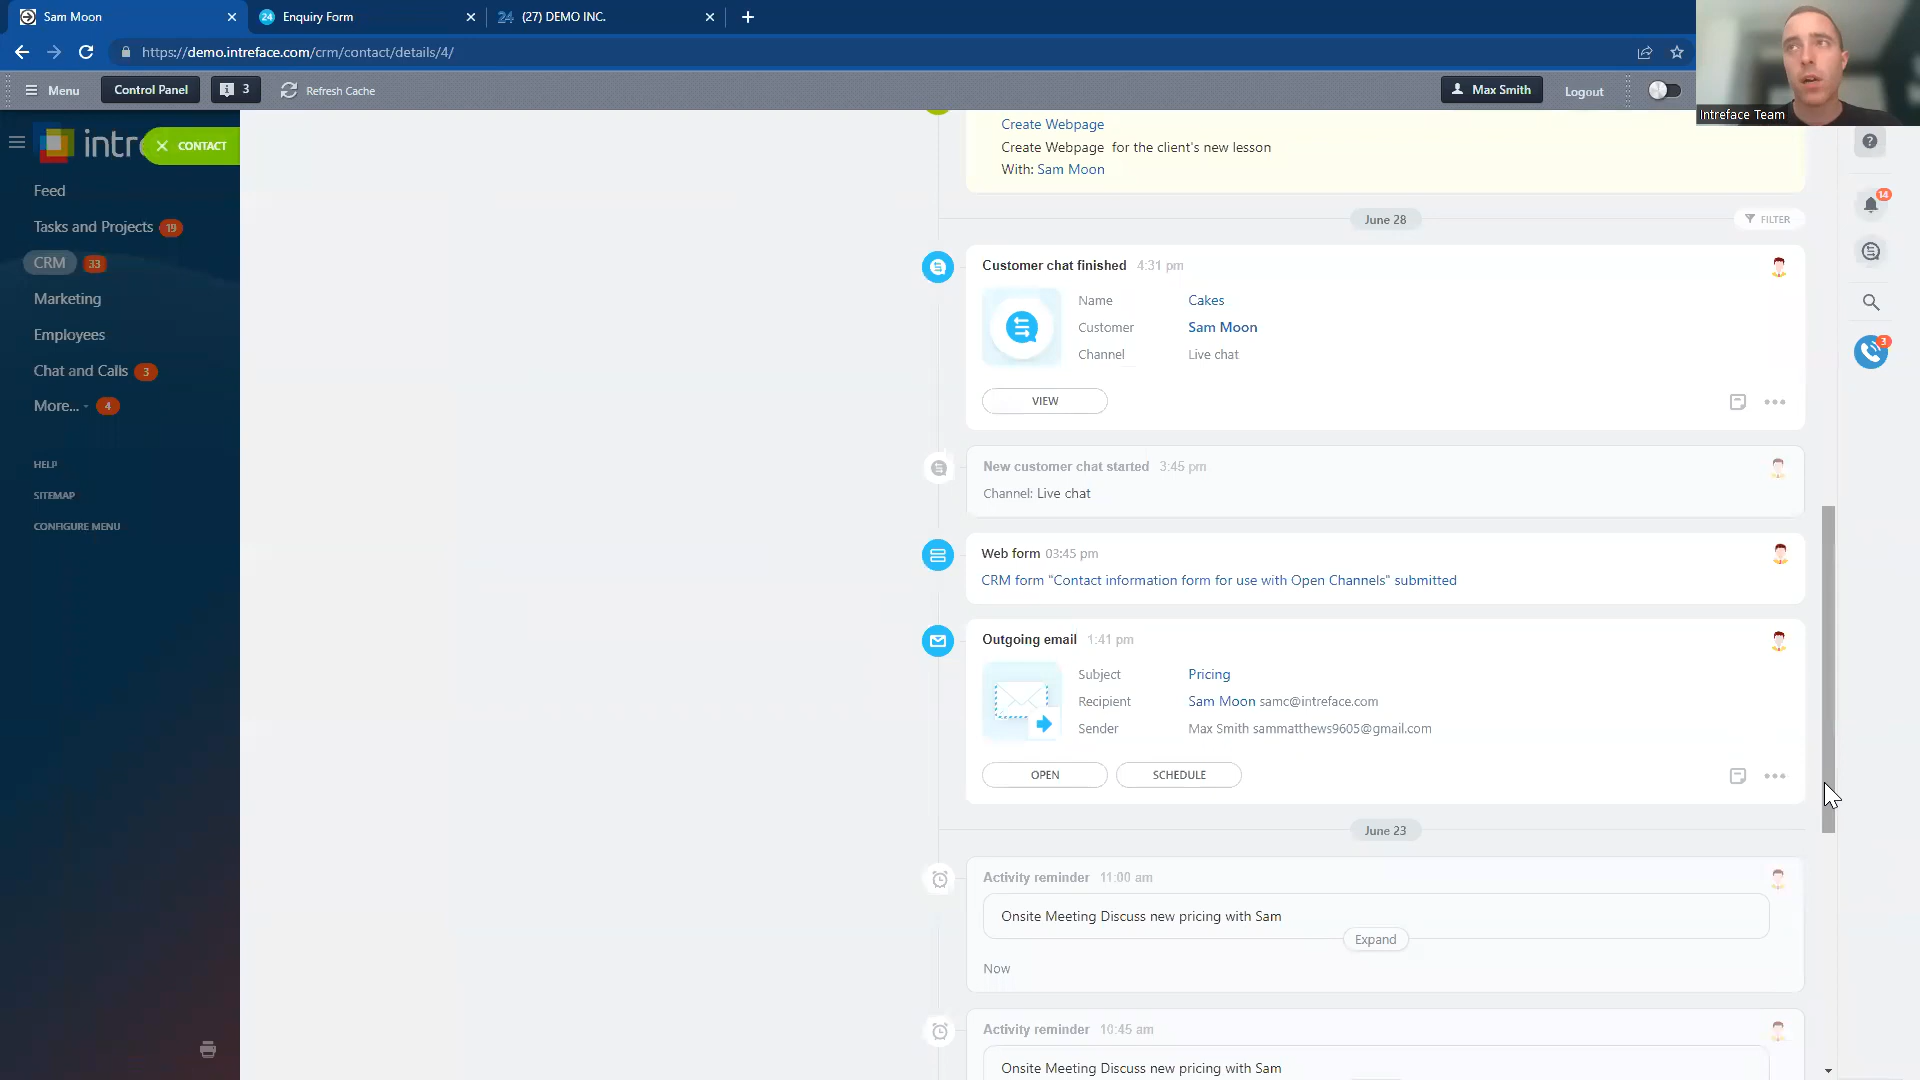 Sam Moon
24 Enquiry Form
24 (27) DEMO INC.
https://demo.intreface.com/crm/contact/details/4/
Menu
Control Panel
3
Refresh Cache
Max Smith
Logout
Intreface Team
intr
CONTACT
Feed
Tasks and Projects 19
CRM 33
Marketing
Employees
Chat and Calls 3
More... 4
HELP
SITEMAP
CONFIGURE MENU
Create Webpage
Create Webpage for the client's new lesson
With: Sam Moon
June 28
FILTER
Customer chat finished 4:31 pm
Name Cakes
Customer Sam Moon
Channel Live chat
VIEW
New customer chat started 3:45 pm
Channel: Live chat
Web form 03:45 pm
CRM form "Contact information form for use with Open Channels" submitted
Outgoing email 1:41 pm
Subject Pricing
Recipient Sam Moon samc@intreface.com
Sender Max Smith sammatthews9605@gmail.com
OPEN SCHEDULE
June 23
Activity reminder 11:00 am
Onsite Meeting Discuss new pricing with Sam
Expand
Now
Activity reminder 10:45 am
Onsite Meeting Discuss new pricing with Sam
?
14
3